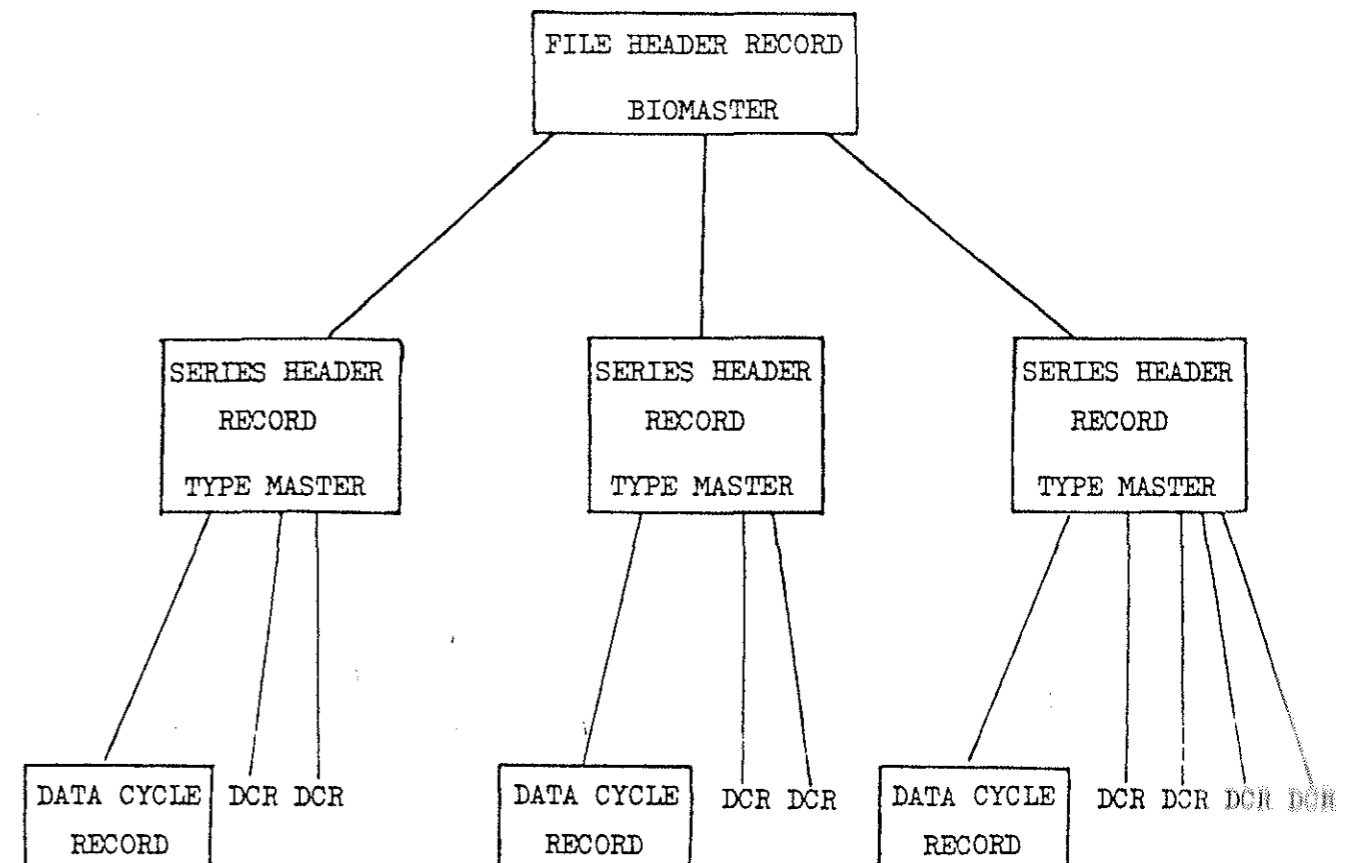 FILE HEADER RECORD
BIOMASTER
SERIES HEADER
RECORD
TYPE MASTER
SERIES HEADER
RECORD
TYPE MASTER
SERIES HEADER
RECORD
TYPE MASTER
DATA CYCLE
RECORD
DCR DCR
DATA CYCLE
RECORD
DCR DCR
DATA CYCLE
RECORD
DCR DCR DCR DCR